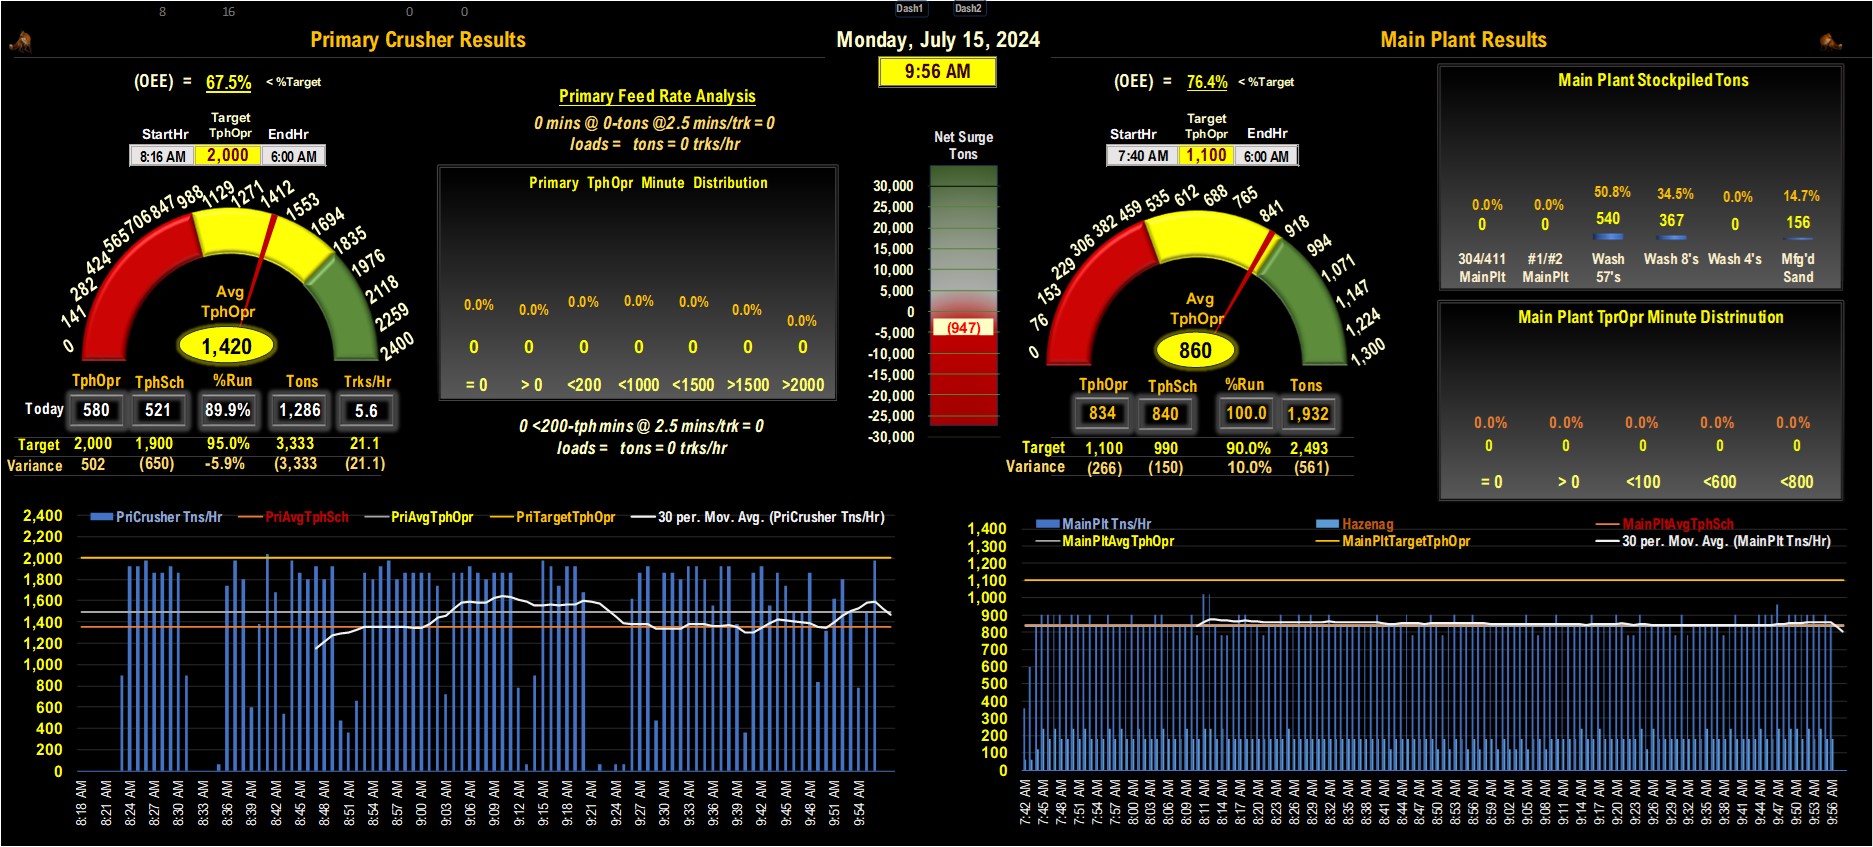 8 16 0 0 Dash1 Dash2
Primary Crusher Results
Monday, July 15, 2024
Main Plant Results
9:56 AM
(OEE) = 67.5% < %Target
Target
StartHr TphOpr EndHr
8:16 AM 2,000 6:00 AM
0 141 282 424 565 706 847 988 1129 1271 1412 1553 1694 1835 1976 2118 2259 2400
Avg
TphOpr
1,420
TphOpr TphSch %Run Tons Trks/Hr
Today 580 521 89.9% 1,286 5.6
Target 2,000 1,900 95.0% 3,333 21.1
Variance 502 (650) -5.9% (3,333 (21.1)
Primary Feed Rate Analysis
0 mins @ 0-tons @2.5 mins/trk = 0
loads = tons = 0 trks/hr
Primary TphOpr Minute Distribution
0.0% 0.0% 0.0% 0.0% 0.0% 0.0% 0.0%
0 0 0 0 0 0 0
= 0 > 0 <200 <1000 <1500 >1500 >2000
0 <200-tph mins @ 2.5 mins/trk = 0
loads = tons = 0 trks/hr
Net Surge
Tons
30,000
25,000
20,000
15,000
10,000
5,000
0
-5,000
-10,000
-15,000
-20,000
-25,000
-30,000
(947)
(OEE) = 76.4% < %Target
Target
StartHr TphOpr EndHr
7:40 AM 1,100 6:00 AM
0 76 153 229 306 382 459 535 612 688 765 841 918 994 1,071 1,147 1,224 1,300
Avg
TphOpr
860
TphOpr TphSch %Run Tons
834 840 100.0 1,932
Target 1,100 990 90.0% 2,493
Variance (266) (150) 10.0% (561)
Main Plant Stockpiled Tons
0.0% 0.0% 50.8% 34.5% 0.0% 14.7%
0 0 540 367 0 156
304/411 #1/#2 Wash Wash 8's Wash 4's Mfg'd
MainPlt MainPlt 57's Sand
Main Plant TprOpr Minute Distrinution
0.0% 0.0% 0.0% 0.0% 0.0%
0 0 0 0 0
= 0 > 0 <100 <600 <800
PriCrusher Tns/Hr PriAvgTphSch PriAvgTphOpr PriTargetTphOpr 30 per. Mov. Avg. (PriCrusher Tns/Hr)
2,400
2,200
2,000
1,800
1,600
1,400
1,200
1,000
800
600
400
200
0
8:18 AM 8:21 AM 8:24 AM 8:27 AM 8:30 AM 8:33 AM 8:36 AM 8:39 AM 8:42 AM 8:45 AM 8:48 AM 8:51 AM 8:54 AM 8:57 AM 9:00 AM 9:03 AM 9:06 AM 9:09 AM 9:12 AM 9:15 AM 9:18 AM 9:21 AM 9:24 AM 9:27 AM 9:30 AM 9:33 AM 9:36 AM 9:39 AM 9:42 AM 9:45 AM 9:48 AM 9:51 AM 9:54 AM
MainPlt Tns/Hr Hazenag MainPltAvgTphSch
MainPltAvgTphOpr MainPltTargetTphOpr 30 per. Mov. Avg. (MainPlt Tns/Hr)
1,400
1,300
1,200
1,100
1,000
900
800
700
600
500
400
300
200
100
0
7:42 AM 7:45 AM 7:48 AM 7:51 AM 7:54 AM 7:57 AM 8:00 AM 8:03 AM 8:06 AM 8:09 AM 8:11 AM 8:14 AM 8:17 AM 8:20 AM 8:23 AM 8:26 AM 8:29 AM 8:32 AM 8:35 AM 8:38 AM 8:41 AM 8:44 AM 8:47 AM 8:50 AM 8:53 AM 8:56 AM 8:59 AM 9:02 AM 9:05 AM 9:08 AM 9:11 AM 9:14 AM 9:17 AM 9:20 AM 9:23 AM 9:26 AM 9:29 AM 9:32 AM 9:35 AM 9:38 AM 9:41 AM 9:44 AM 9:47 AM 9:50 AM 9:53 AM 9:56 AM